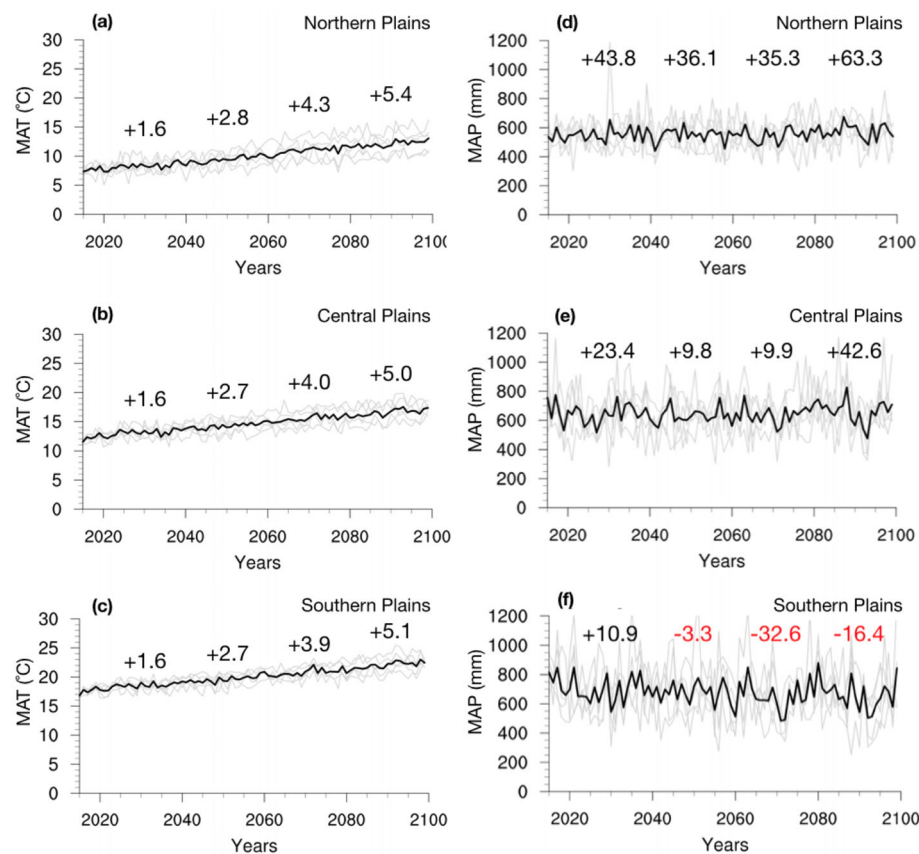 (a) Northern Plains
30
25
20
15
10
5
0
MAT (°C)
+1.6 +2.8 +4.3 +5.4
2020 2040 2060 2080 2100
Years
(d) Northern Plains
1200
1000
800
600
400
200
0
MAP (mm)
+43.8 +36.1 +35.3 +63.3
2020 2040 2060 2080 2100
Years
(b) Central Plains
30
25
20
15
10
5
0
MAT (°C)
+1.6 +2.7 +4.0 +5.0
2020 2040 2060 2080 2100
Years
(e) Central Plains
1200
1000
800
600
400
200
0
MAP (mm)
+23.4 +9.8 +9.9 +42.6
2020 2040 2060 2080 2100
Years
(c) Southern Plains
30
25
20
15
10
5
0
MAT (°C)
+1.6 +2.7 +3.9 +5.1
2020 2040 2060 2080 2100
Years
(f) Southern Plains
1200
1000
800
600
400
200
0
MAP (mm)
+10.9 -3.3 -32.6 -16.4
2020 2040 2060 2080 2100
Years